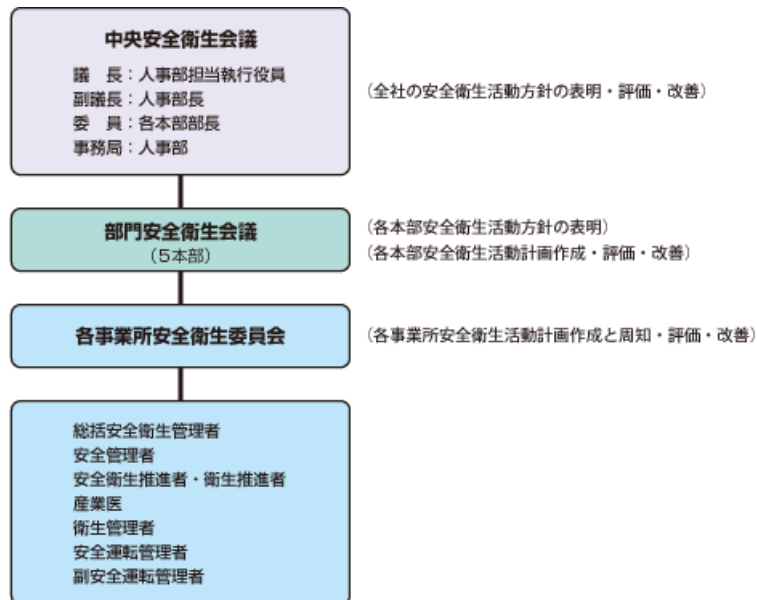 中央安全衛生会議
議　長：人事部担当執行役員
副議長：人事部長
委　員：各本部部長
事務局：人事部
（全社の安全衛生活動方針の表明・評価・改善）
部門安全衛生会議
（5本部）
（各本部安全衛生活動方針の表明）
（各本部安全衛生活動計画作成・評価・改善）
各事業所安全衛生委員会
（各事業所安全衛生活動計画作成と周知・評価・改善）
総括安全衛生管理者
安全管理者
安全衛生推進者・衛生推進者
産業医
衛生管理者
安全運転管理者
副安全運転管理者